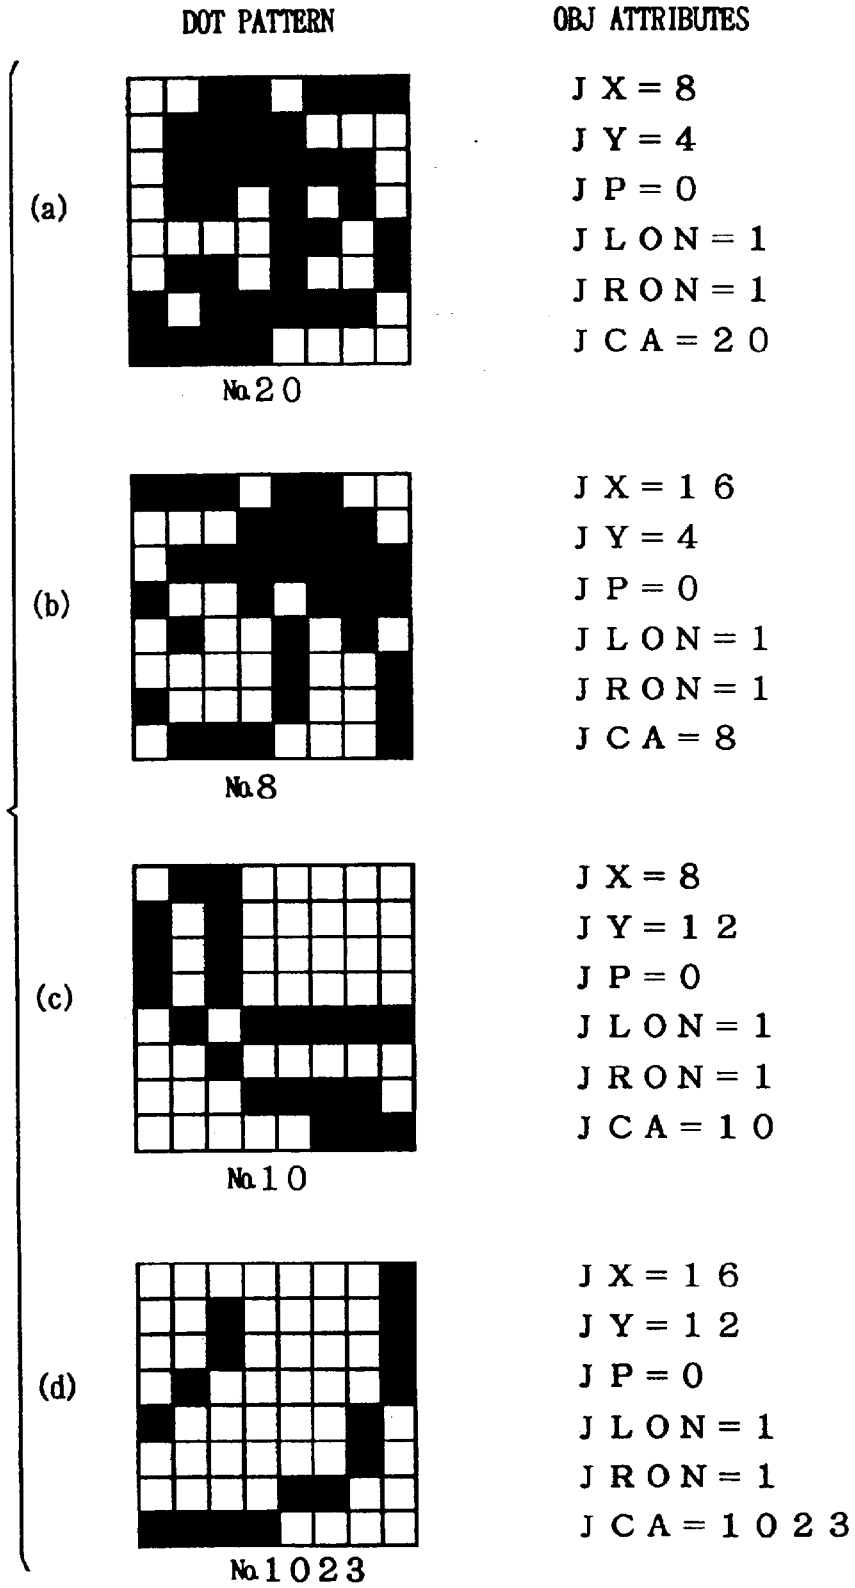 DOT PATTERN OBJ ATTRIBUTES
(a)
JX=8
JY=4
JP=0
JLON=1
JRON=1
JCA=20
No.20
(b)
JX=16
JY=4
JP=0
JLON=1
JRON=1
JCA=8
No.8
(c)
JX=8
JY=12
JP=0
JLON=1
JRON=1
JCA=10
No.10
(d)
JX=16
JY=12
JP=0
JLON=1
JRON=1
JCA=1023
No.1023